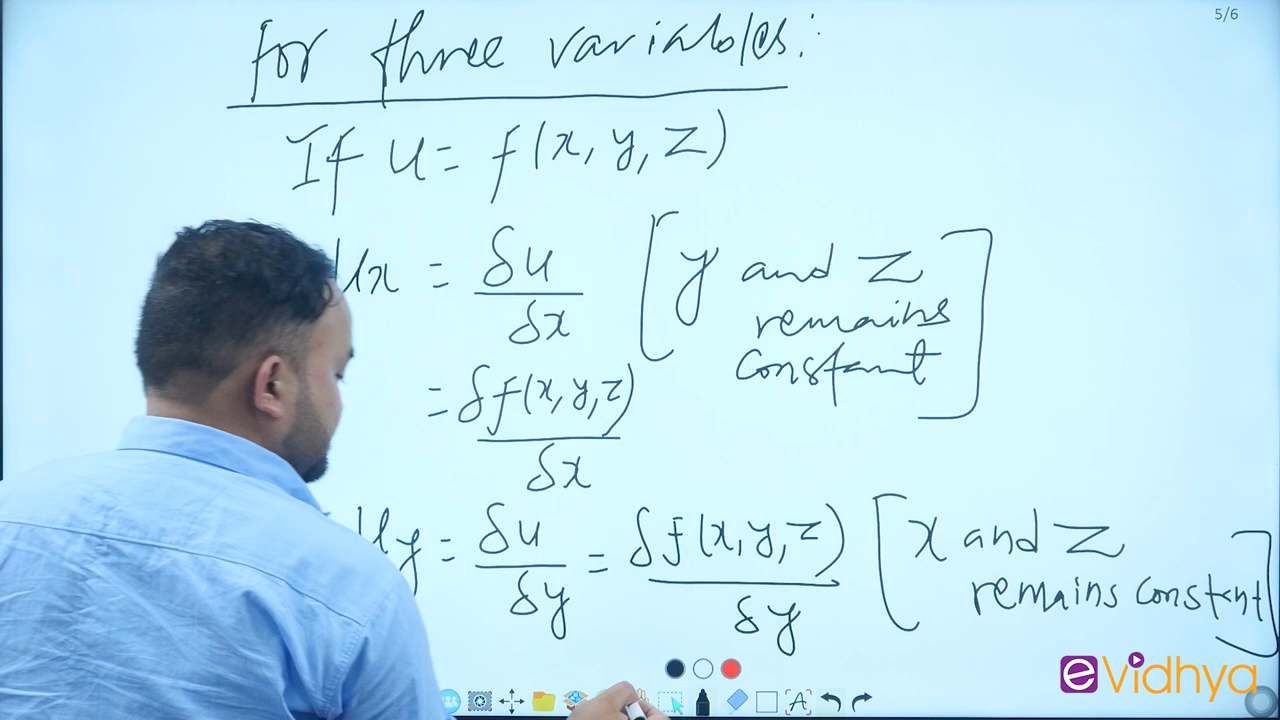 5/6
For three variables:
If u = f(x, y, z)
ux = δu/δx [y and z remains constant]
= δf(x, y, z)/δx
uy = δu/δy = δf(x, y, z)/δy [x and z remains constant]
eVidhya